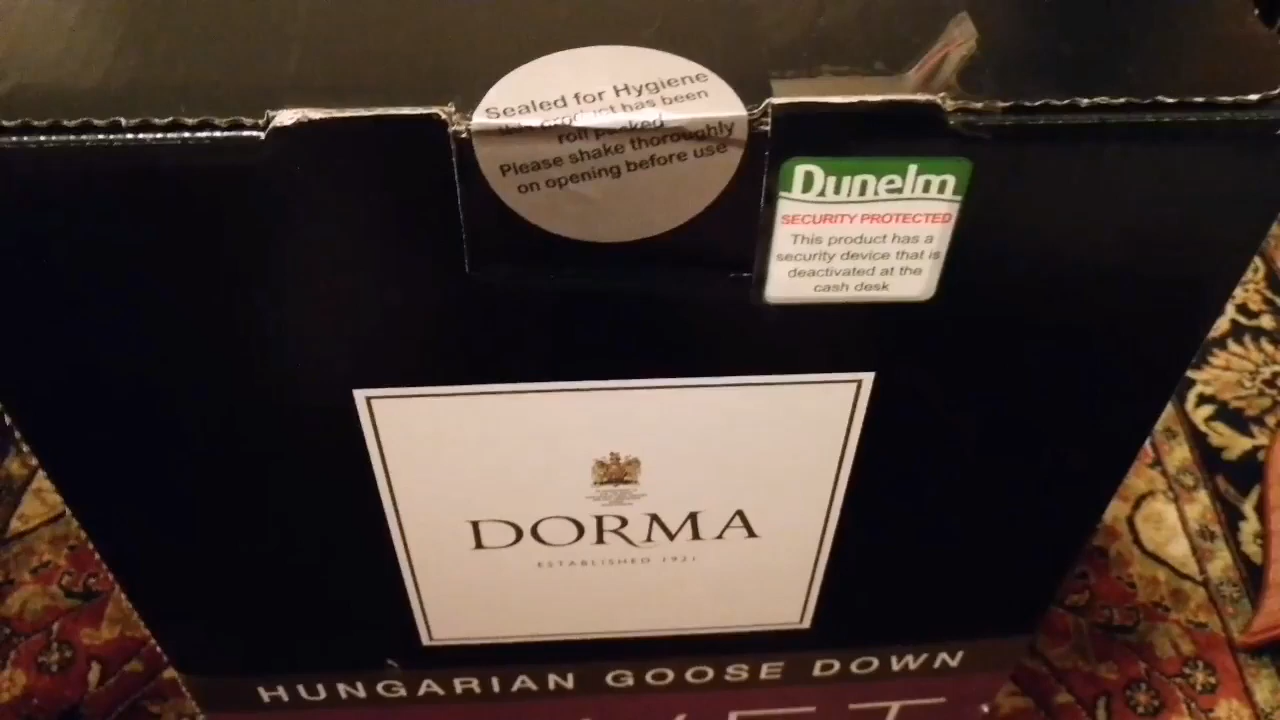 Sealed for Hygiene
this product has been
roll packed
Please shake thoroughly
on opening before use
Dunelm
SECURITY PROTECTED
This product has a
security device that is
deactivated at the
cash desk
DORMA
ESTABLISHED 1921
HUNGARIAN GOOSE DOWN